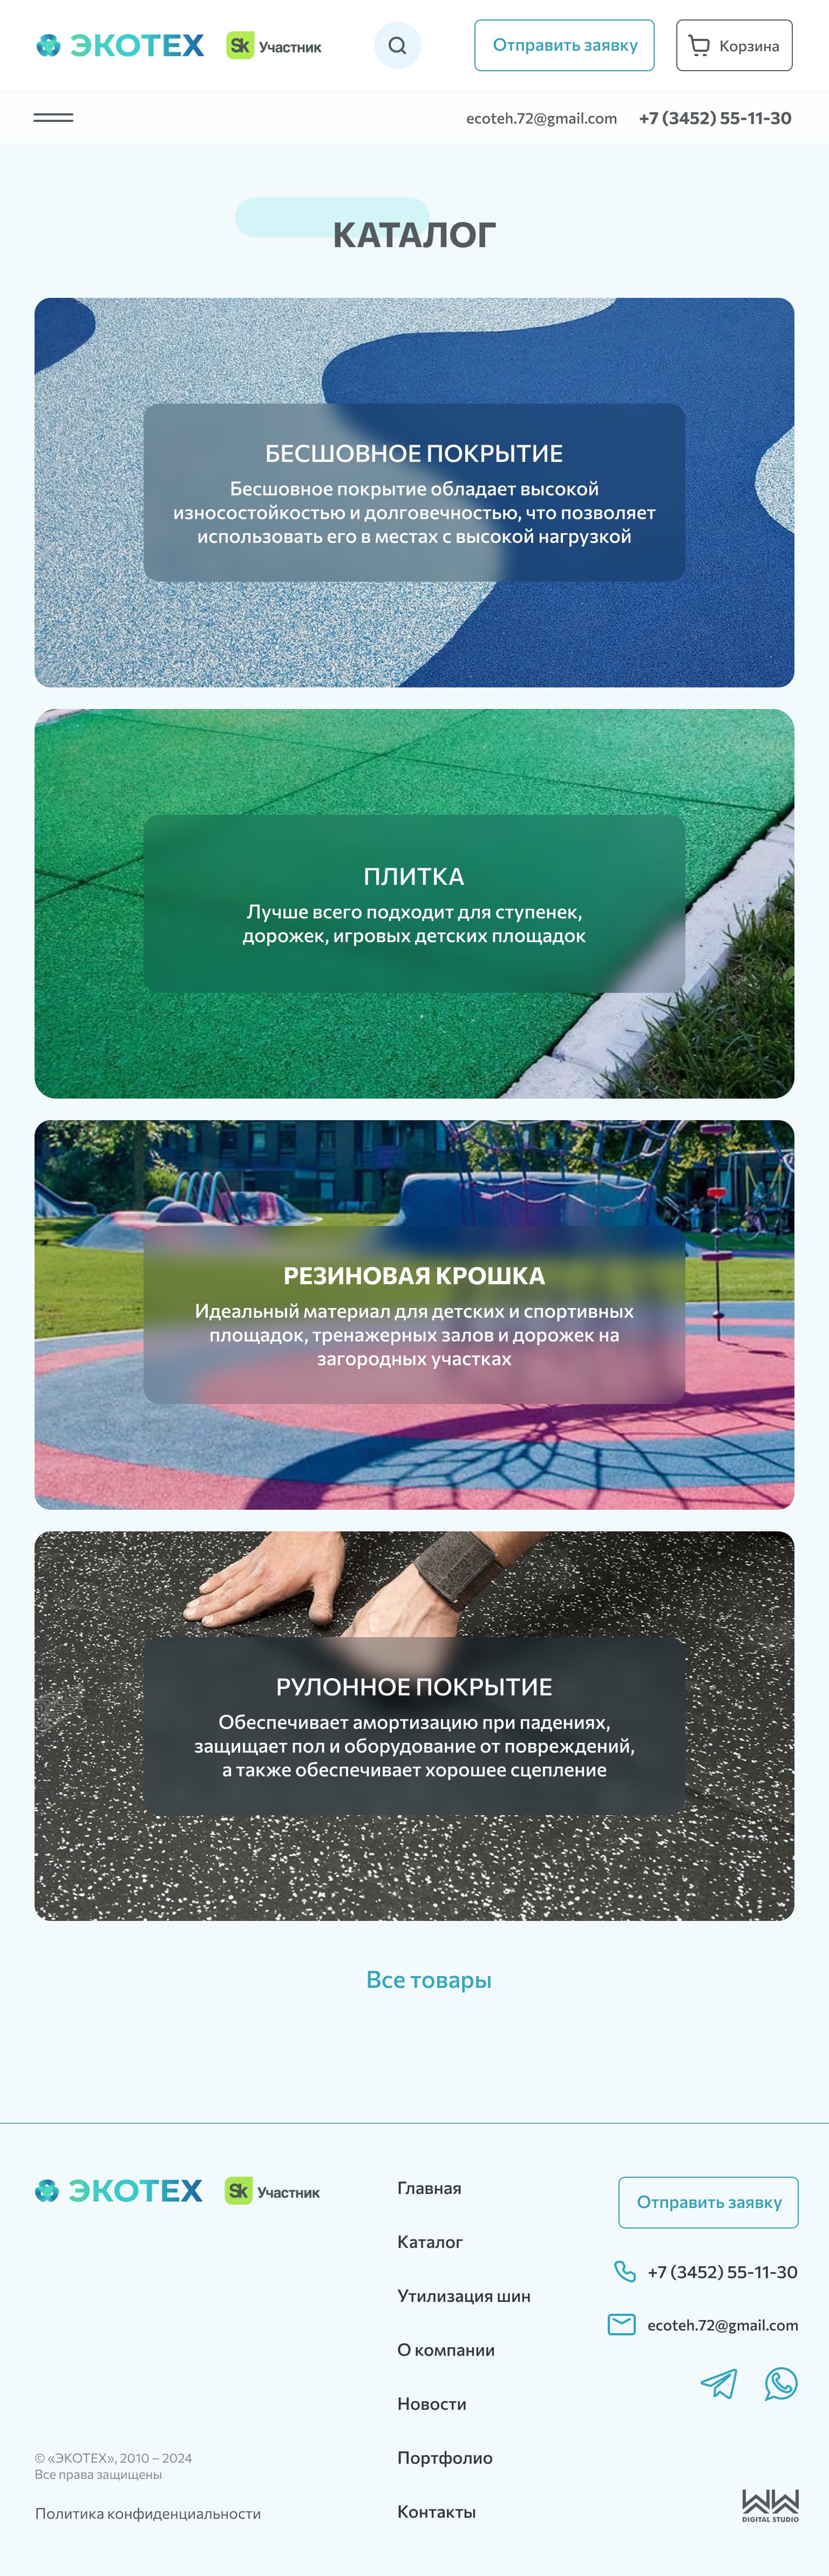 ЭКОТЕХ
Sk Участник
Отправить заявку
Корзина
ecoteh.72@gmail.com
+7 (3452) 55-11-30
КАТАЛОГ
БЕСШОВНОЕ ПОКРЫТИЕ
Бесшовное покрытие обладает высокой
износостойкостью и долговечностью, что позволяет
использовать его в местах с высокой нагрузкой
ПЛИТКА
Лучше всего подходит для ступенек,
дорожек, игровых детских площадок
РЕЗИНОВАЯ КРОШКА
Идеальный материал для детских и спортивных
площадок, тренажерных залов и дорожек на
загородных участках
РУЛОННОЕ ПОКРЫТИЕ
Обеспечивает амортизацию при падениях,
защищает пол и оборудование от повреждений,
а также обеспечивает хорошее сцепление
Все товары
ЭКОТЕХ
Sk Участник
© «ЭКОТЕХ», 2010 – 2024
Все права защищены
Политика конфиденциальности
Главная
Каталог
Утилизация шин
О компании
Новости
Портфолио
Контакты
Отправить заявку
+7 (3452) 55-11-30
ecoteh.72@gmail.com
WW
DIGITAL STUDIO